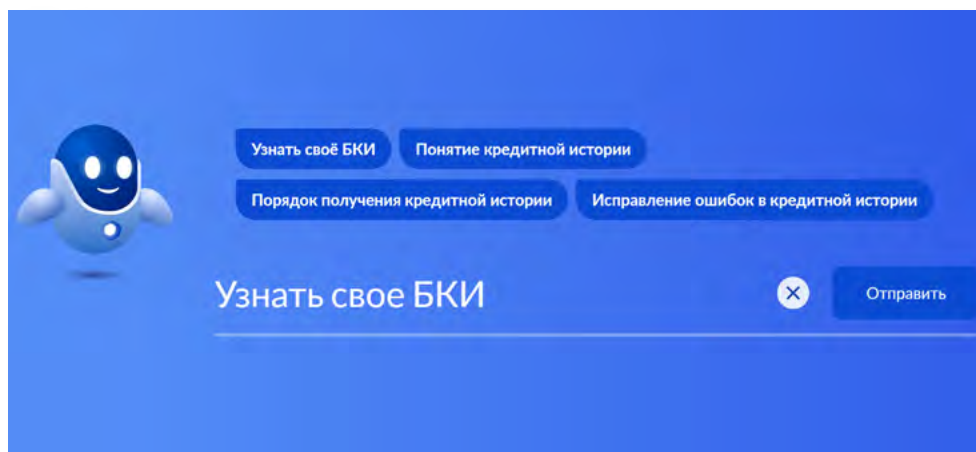 Узнать своё БКИ Понятие кредитной истории
Порядок получения кредитной истории Исправление ошибок в кредитной истории
Узнать свое БКИ Отправить